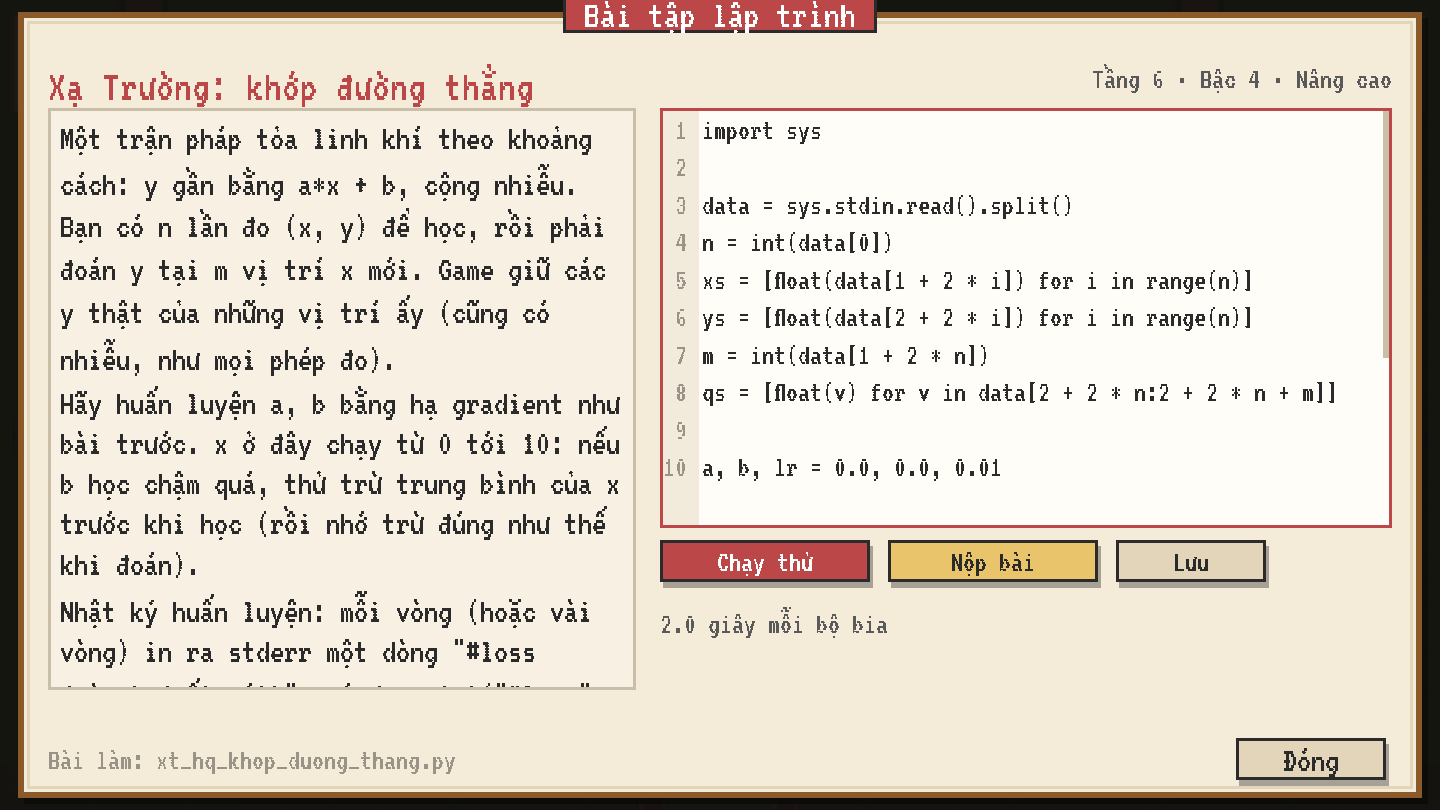 Bài tập lập trình
Xạ Trường: khớp đường thẳng
Tầng 6 · Bậc 4 · Nâng cao
Một trận pháp tỏa linh khí theo khoảng
cách: y gần bằng a*x + b, cộng nhiễu.
Bạn có n lần đo (x, y) để học, rồi phải
đoán y tại m vị trí x mới. Game giữ các
y thật của những vị trí ấy (cũng có
nhiễu, như mọi phép đo).
Hãy huấn luyện a, b bằng hạ gradient như
bài trước. x ở đây chạy từ 0 tới 10: nếu
b học chậm quá, thử trừ trung bình của x
trước khi học (rồi nhớ trừ đúng như thế
khi đoán).
Nhật ký huấn luyện: mỗi vòng (hoặc vài
vòng) in ra stderr một dòng "#loss
1 import sys
2
3 data = sys.stdin.read().split()
4 n = int(data[0])
5 xs = [float(data[1 + 2 * i]) for i in range(n)]
6 ys = [float(data[2 + 2 * i]) for i in range(n)]
7 m = int(data[1 + 2 * n])
8 qs = [float(v) for v in data[2 + 2 * n:2 + 2 * n + m]]
9
10 a, b, lr = 0.0, 0.0, 0.01
Chạy thử
Nộp bài
Lưu
2.0 giây mỗi bộ bia
Bài làm: xt_hq_khop_duong_thang.py
Đóng